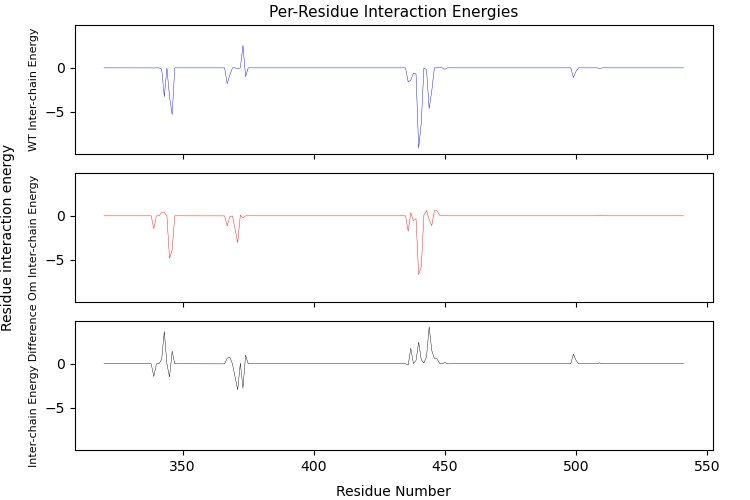 Per-Residue Interaction Energies
Residue interaction energy
WT Inter-chain Energy
0
−5
Om Inter-chain Energy
0
−5
Inter-chain Energy Difference
0
−5
350
400
450
500
550
Residue Number